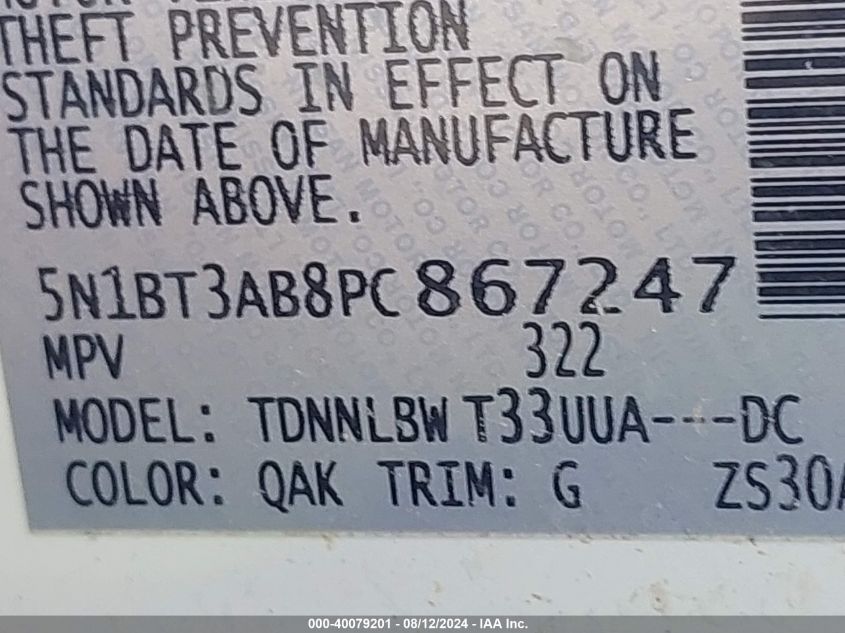 THEFT PREVENTION
STANDARDS IN EFFECT ON
THE DATE OF MANUFACTURE
SHOWN ABOVE.
5N1BT3AB8PC867247
MPV 322
MODEL: TDNNLBW T33UUA---DC
COLOR: QAK TRIM: G ZS30A
000-40079201 - 08/12/2024 - IAA Inc.